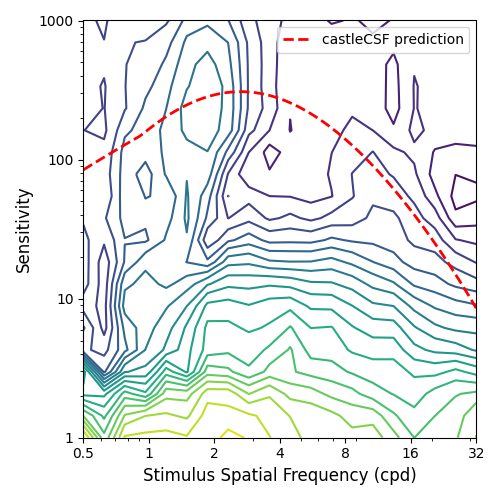 1000
100
10
1
Sensitivity
castleCSF prediction
0.5 1 2 4 8 16 32
Stimulus Spatial Frequency (cpd)